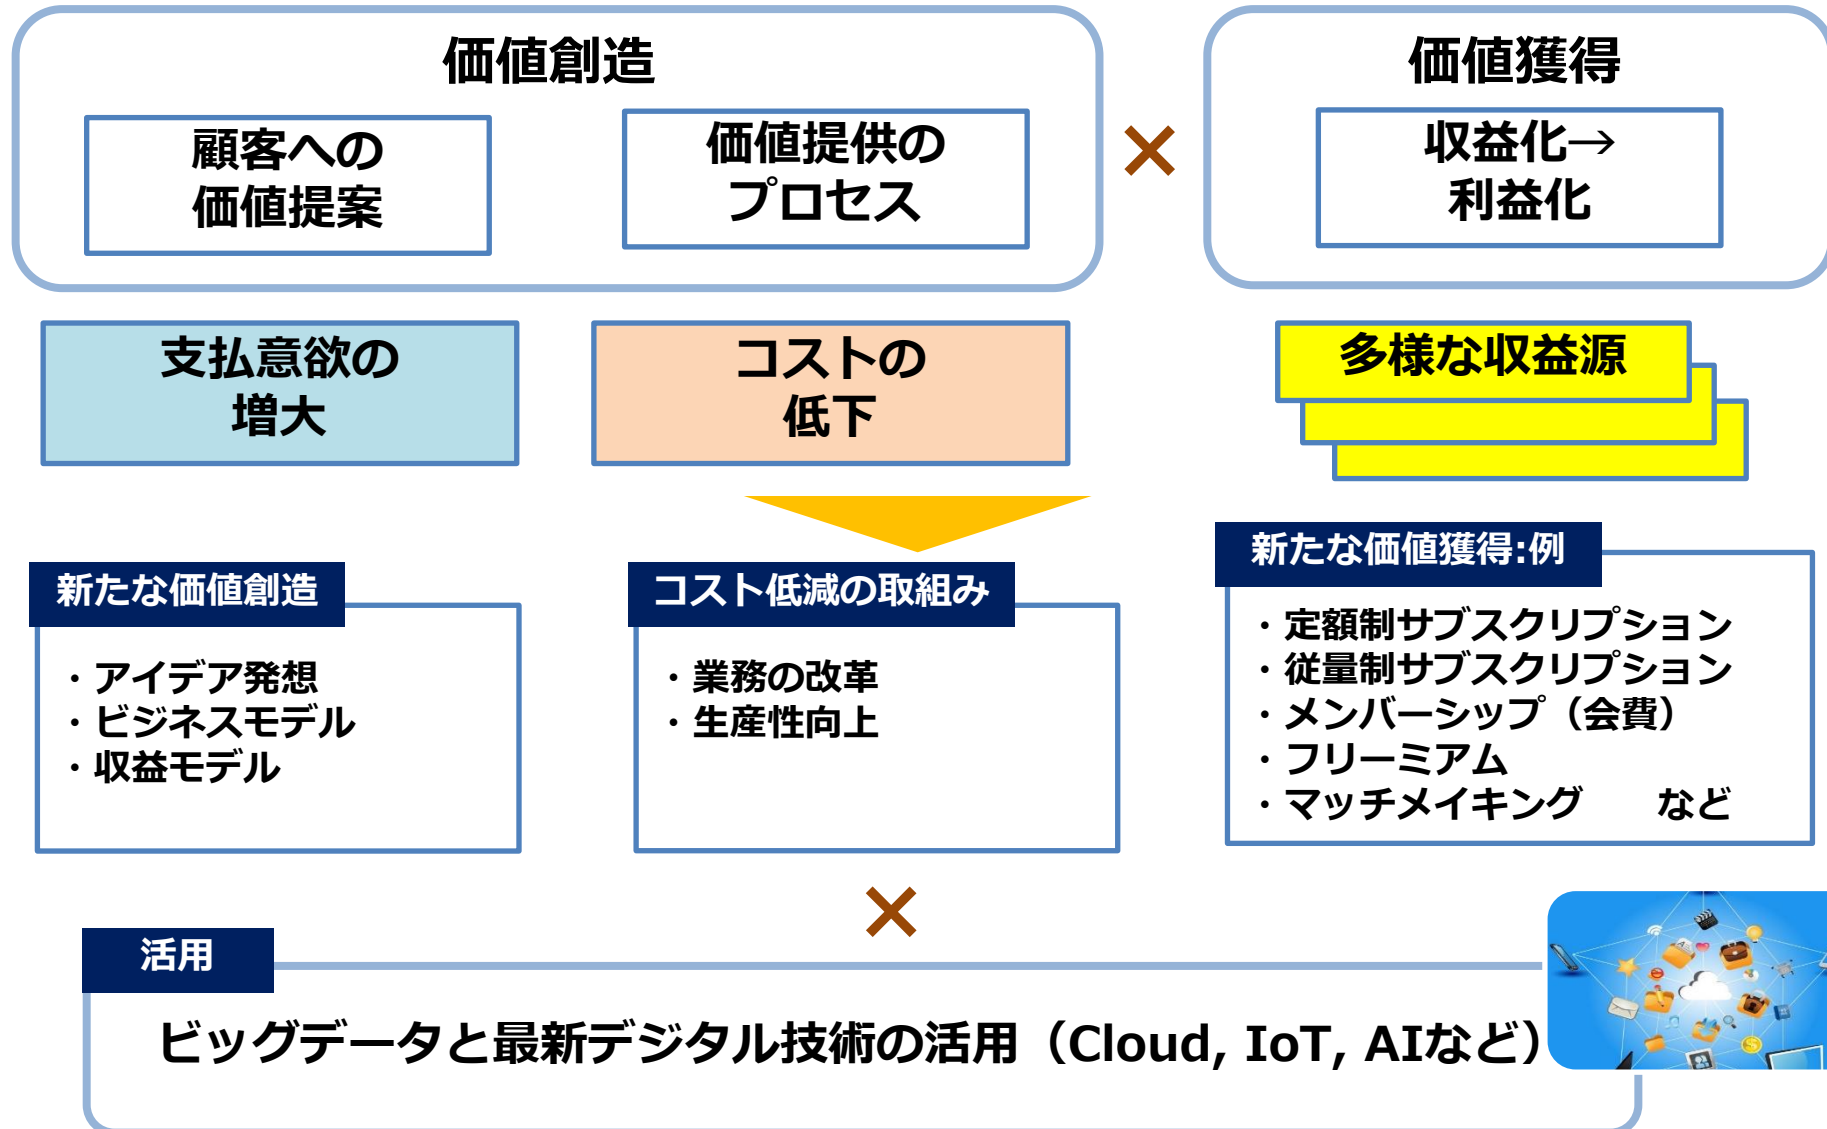 価値創造
顧客への
価値提案
価値提供の
プロセス
×
価値獲得
収益化→
利益化
支払意欲の
増大
コストの
低下
多様な収益源
新たな価値創造
・アイデア発想
・ビジネスモデル
・収益モデル
コスト低減の取組み
・業務の改革
・生産性向上
新たな価値獲得:例
・定額制サブスクリプション
・従量制サブスクリプション
・メンバーシップ（会費）
・フリーミアム
・マッチメイキング　　など
×
活用
ビッグデータと最新デジタル技術の活用（Cloud, IoT, AIなど）